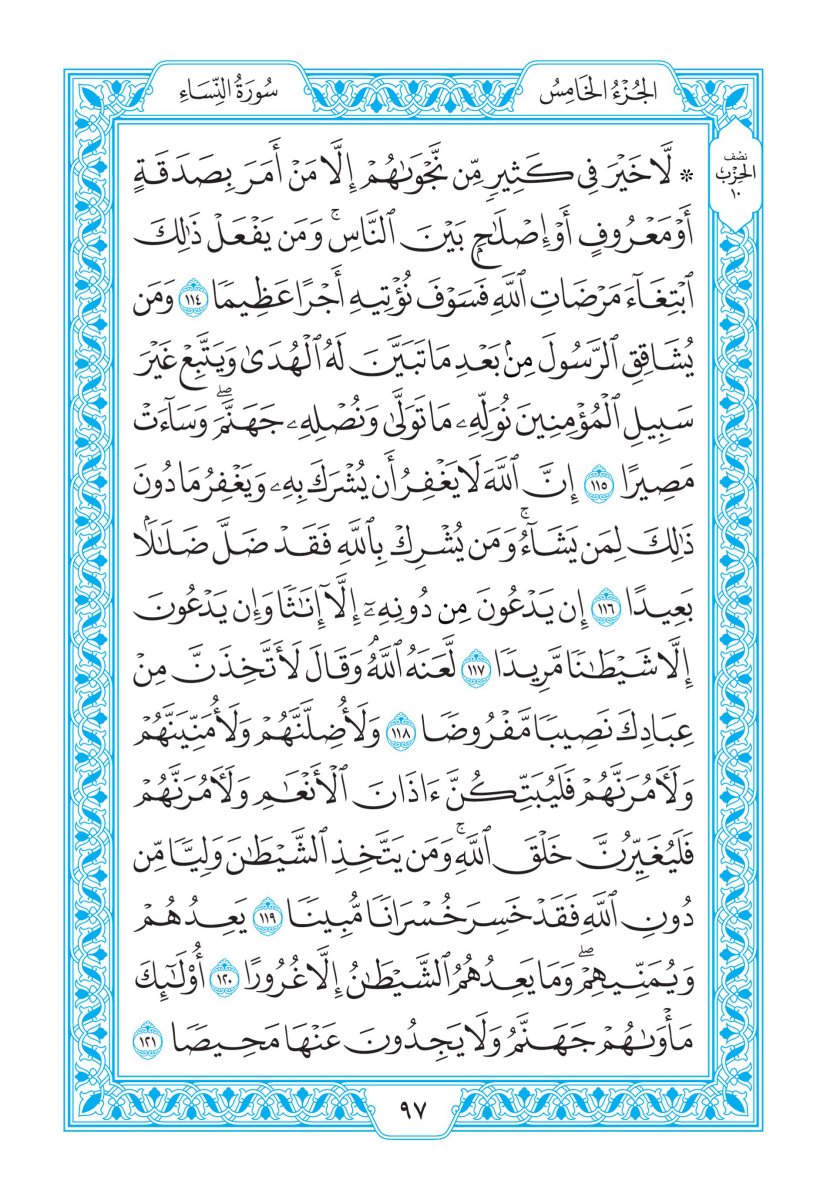 الجُزْءُ الخَامِسُ
سُورَةُ النِّسَاءِ
نصف
الحزب
١٠
۞ لَّا خَيْرَ فِى كَثِيرٍ مِّن نَّجْوَىٰهُمْ إِلَّا مَنْ أَمَرَ بِصَدَقَةٍ
أَوْ مَعْرُوفٍ أَوْ إِصْلَٰحٍۭ بَيْنَ ٱلنَّاسِۚ وَمَن يَفْعَلْ ذَٰلِكَ
ٱبْتِغَآءَ مَرْضَاتِ ٱللَّهِ فَسَوْفَ نُؤْتِيهِ أَجْرًا عَظِيمًا ١١٤ وَمَن
يُشَاقِقِ ٱلرَّسُولَ مِنۢ بَعْدِ مَا تَبَيَّنَ لَهُ ٱلْهُدَىٰ وَيَتَّبِعْ غَيْرَ
سَبِيلِ ٱلْمُؤْمِنِينَ نُوَلِّهِۦ مَا تَوَلَّىٰ وَنُصْلِهِۦ جَهَنَّمَۖ وَسَآءَتْ
مَصِيرًا ١١٥ إِنَّ ٱللَّهَ لَا يَغْفِرُ أَن يُشْرَكَ بِهِۦ وَيَغْفِرُ مَا دُونَ
ذَٰلِكَ لِمَن يَشَآءُۚ وَمَن يُشْرِكْ بِٱللَّهِ فَقَدْ ضَلَّ ضَلَٰلًۢا
بَعِيدًا ١١٦ إِن يَدْعُونَ مِن دُونِهِۦٓ إِلَّآ إِنَٰثًا وَإِن يَدْعُونَ
إِلَّا شَيْطَٰنًا مَّرِيدًا ١١٧ لَّعَنَهُ ٱللَّهُۘ وَقَالَ لَأَتَّخِذَنَّ مِنْ
عِبَادِكَ نَصِيبًا مَّفْرُوضًا ١١٨ وَلَأُضِلَّنَّهُمْ وَلَأُمَنِّيَنَّهُمْ
وَلَءَامُرَنَّهُمْ فَلَيُبَتِّكُنَّ ءَاذَانَ ٱلْأَنْعَٰمِ وَلَءَامُرَنَّهُمْ
فَلَيُغَيِّرُنَّ خَلْقَ ٱللَّهِۚ وَمَن يَتَّخِذِ ٱلشَّيْطَٰنَ وَلِيًّا مِّن
دُونِ ٱللَّهِ فَقَدْ خَسِرَ خُسْرَانًا مُّبِينًا ١١٩ يَعِدُهُمْ
وَيُمَنِّيهِمْۖ وَمَا يَعِدُهُمُ ٱلشَّيْطَٰنُ إِلَّا غُرُورًا ١٢٠ أُو۟لَٰٓئِكَ
مَأْوَىٰهُمْ جَهَنَّمُ وَلَا يَجِدُونَ عَنْهَا مَحِيصًا ١٢١
٩٧